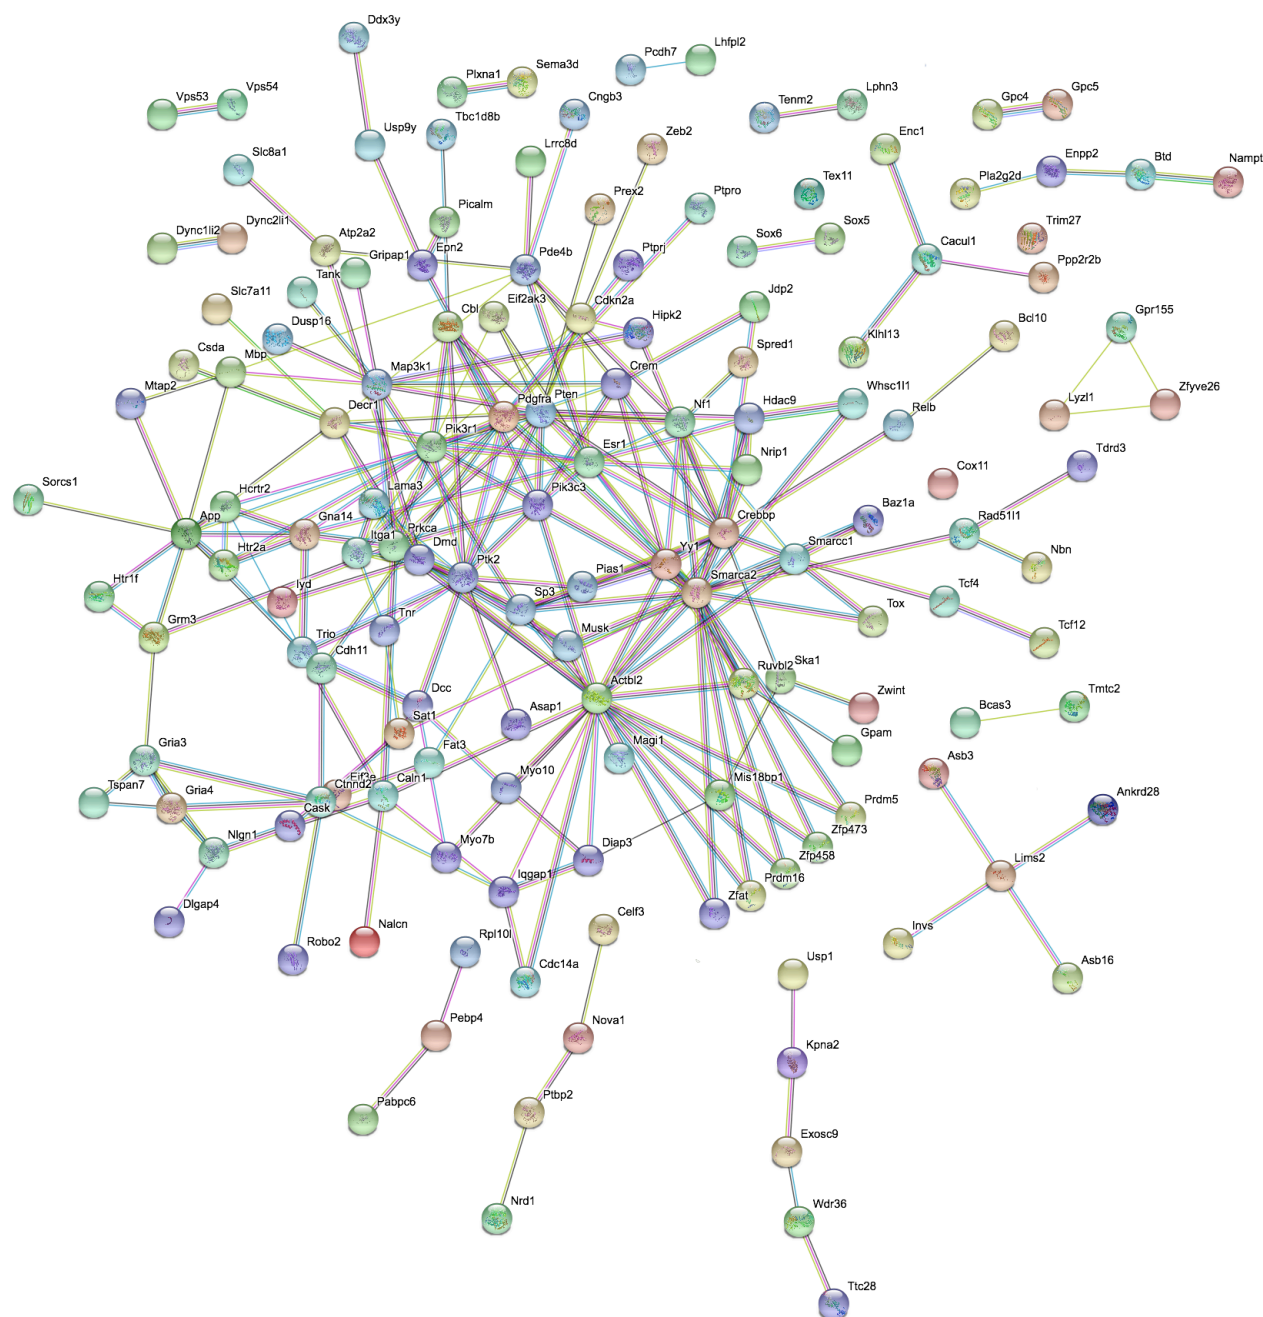 Ddx3y
Lhfpl2
Pcdh7
Sema3d
Plxna1
Vps54
Vps53
Cngb3
Lphn3
Tenm2
Gpc5
Gpc4
Tbc1d8b
Usp9y
Zeb2
Enc1
Lrrc8d
Slc8a1
Enpp2
Btd
Nampt
Pla2g2d
Tex11
Prex2
Ptpro
Picalm
Dync2li1
Dync1li2
Sox5
Sox6
Trim27
Atp2a2
Epn2
Pde4b
Ptprj
Cacul1
Ppp2r2b
Gripap1
Tank
Slc7a11
Eif2ak3
Cdkn2a
Jdp2
Cbl
Dusp16
Hipk2
Bcl10
Gpr155
Klhl13
Csda
Mbp
Map3k1
Crem
Spred1
Mtap2
Whsc1l1
Zfyve26
Lyzl1
Decr1
Pdgfra
Pten
Nf1
Hdac9
Relb
Pik3r1
Esr1
Nrip1
Tdrd3
Cox11
Sorcs1
Lama3
Hcrtr2
Pik3c3
App
Gna14
Prkca
Crebbp
Baz1a
Rad51l1
Itga1
Dmd
Htr2a
Yy1
Smarcc1
Nbn
Ptk2
Pias1
Smarca2
Htr1f
Iyd
Sp3
Tcf4
Grm3
Tnr
Tox
Tcf12
Trio
Musk
Cdh11
Actbl2
Ruvbl2
Ska1
Dcc
Asap1
Zwint
Tmtc2
Bcas3
Sat1
Gpam
Gria3
Fat3
Magi1
Asb3
Eif3e
Myo10
Tspan7
Gria4
Ctnnd2
Caln1
Mis18bp1
Ankrd28
Cask
Prdm5
Nlgn1
Zfp473
Myo7b
Diap3
Zfp458
Lims2
Iqgap1
Prdm16
Dlgap4
Zfat
Celf3
Nalcn
Invs
Robo2
Rpl10l
Cdc14a
Asb16
Usp1
Pebp4
Nova1
Kpna2
Pabpc6
Ptbp2
Exosc9
Nrd1
Wdr36
Ttc28